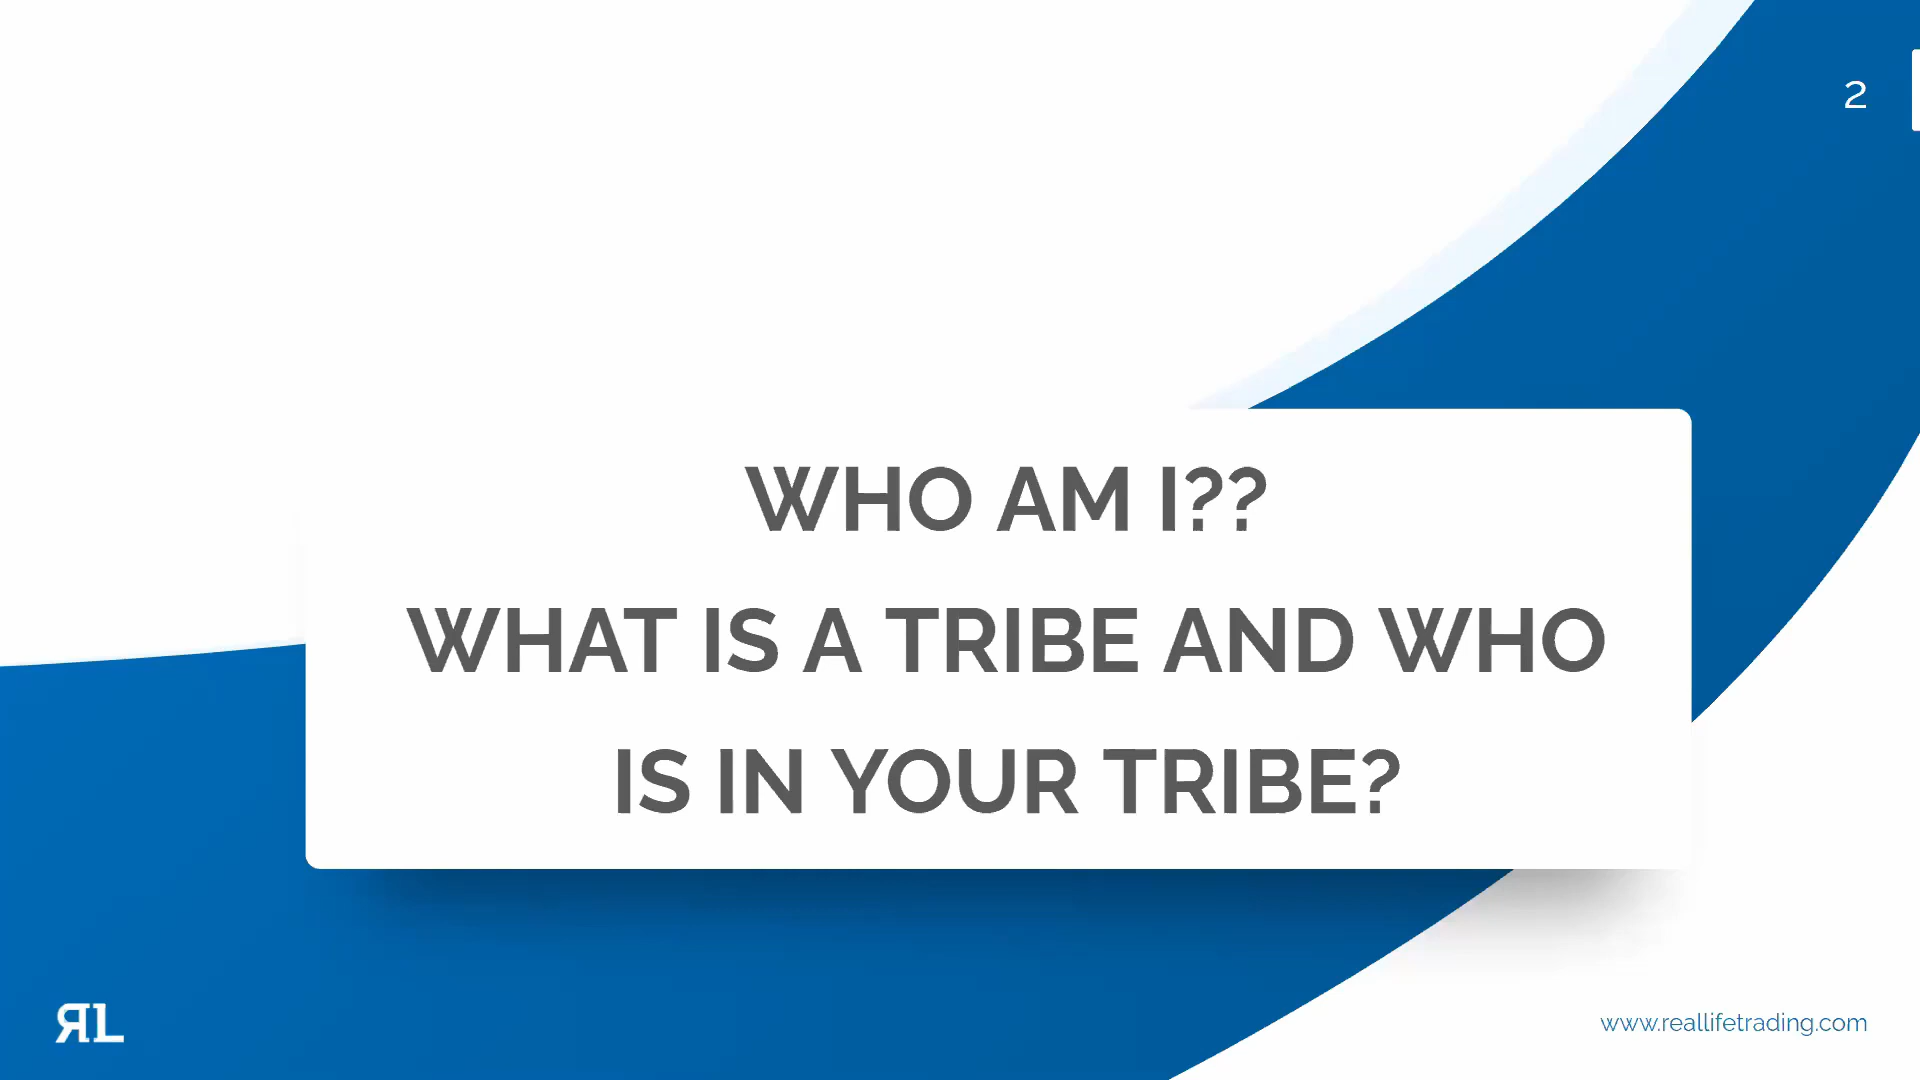 2
WHO AM I??
WHAT IS A TRIBE AND WHO
IS IN YOUR TRIBE?
ЯL
www.reallifetrading.com